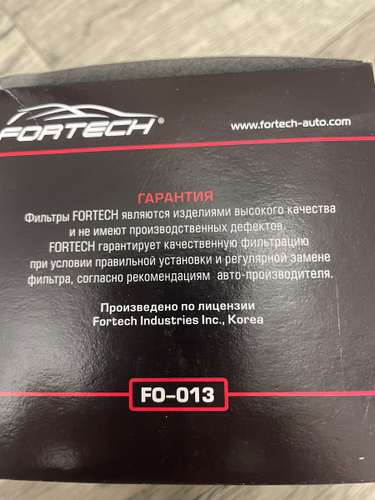 FORTECH®
www.fortech-auto.com
ГАРАНТИЯ
Фильтры FORTECH являются изделиями высокого качества
и не имеют производственных дефектов.
FORTECH гарантирует качественную фильтрацию
при условии правильной установки и регулярной замене
фильтра, согласно рекомендациям авто-производителя.
Произведено по лицензии
Fortech Industries Inc., Korea
FO-013